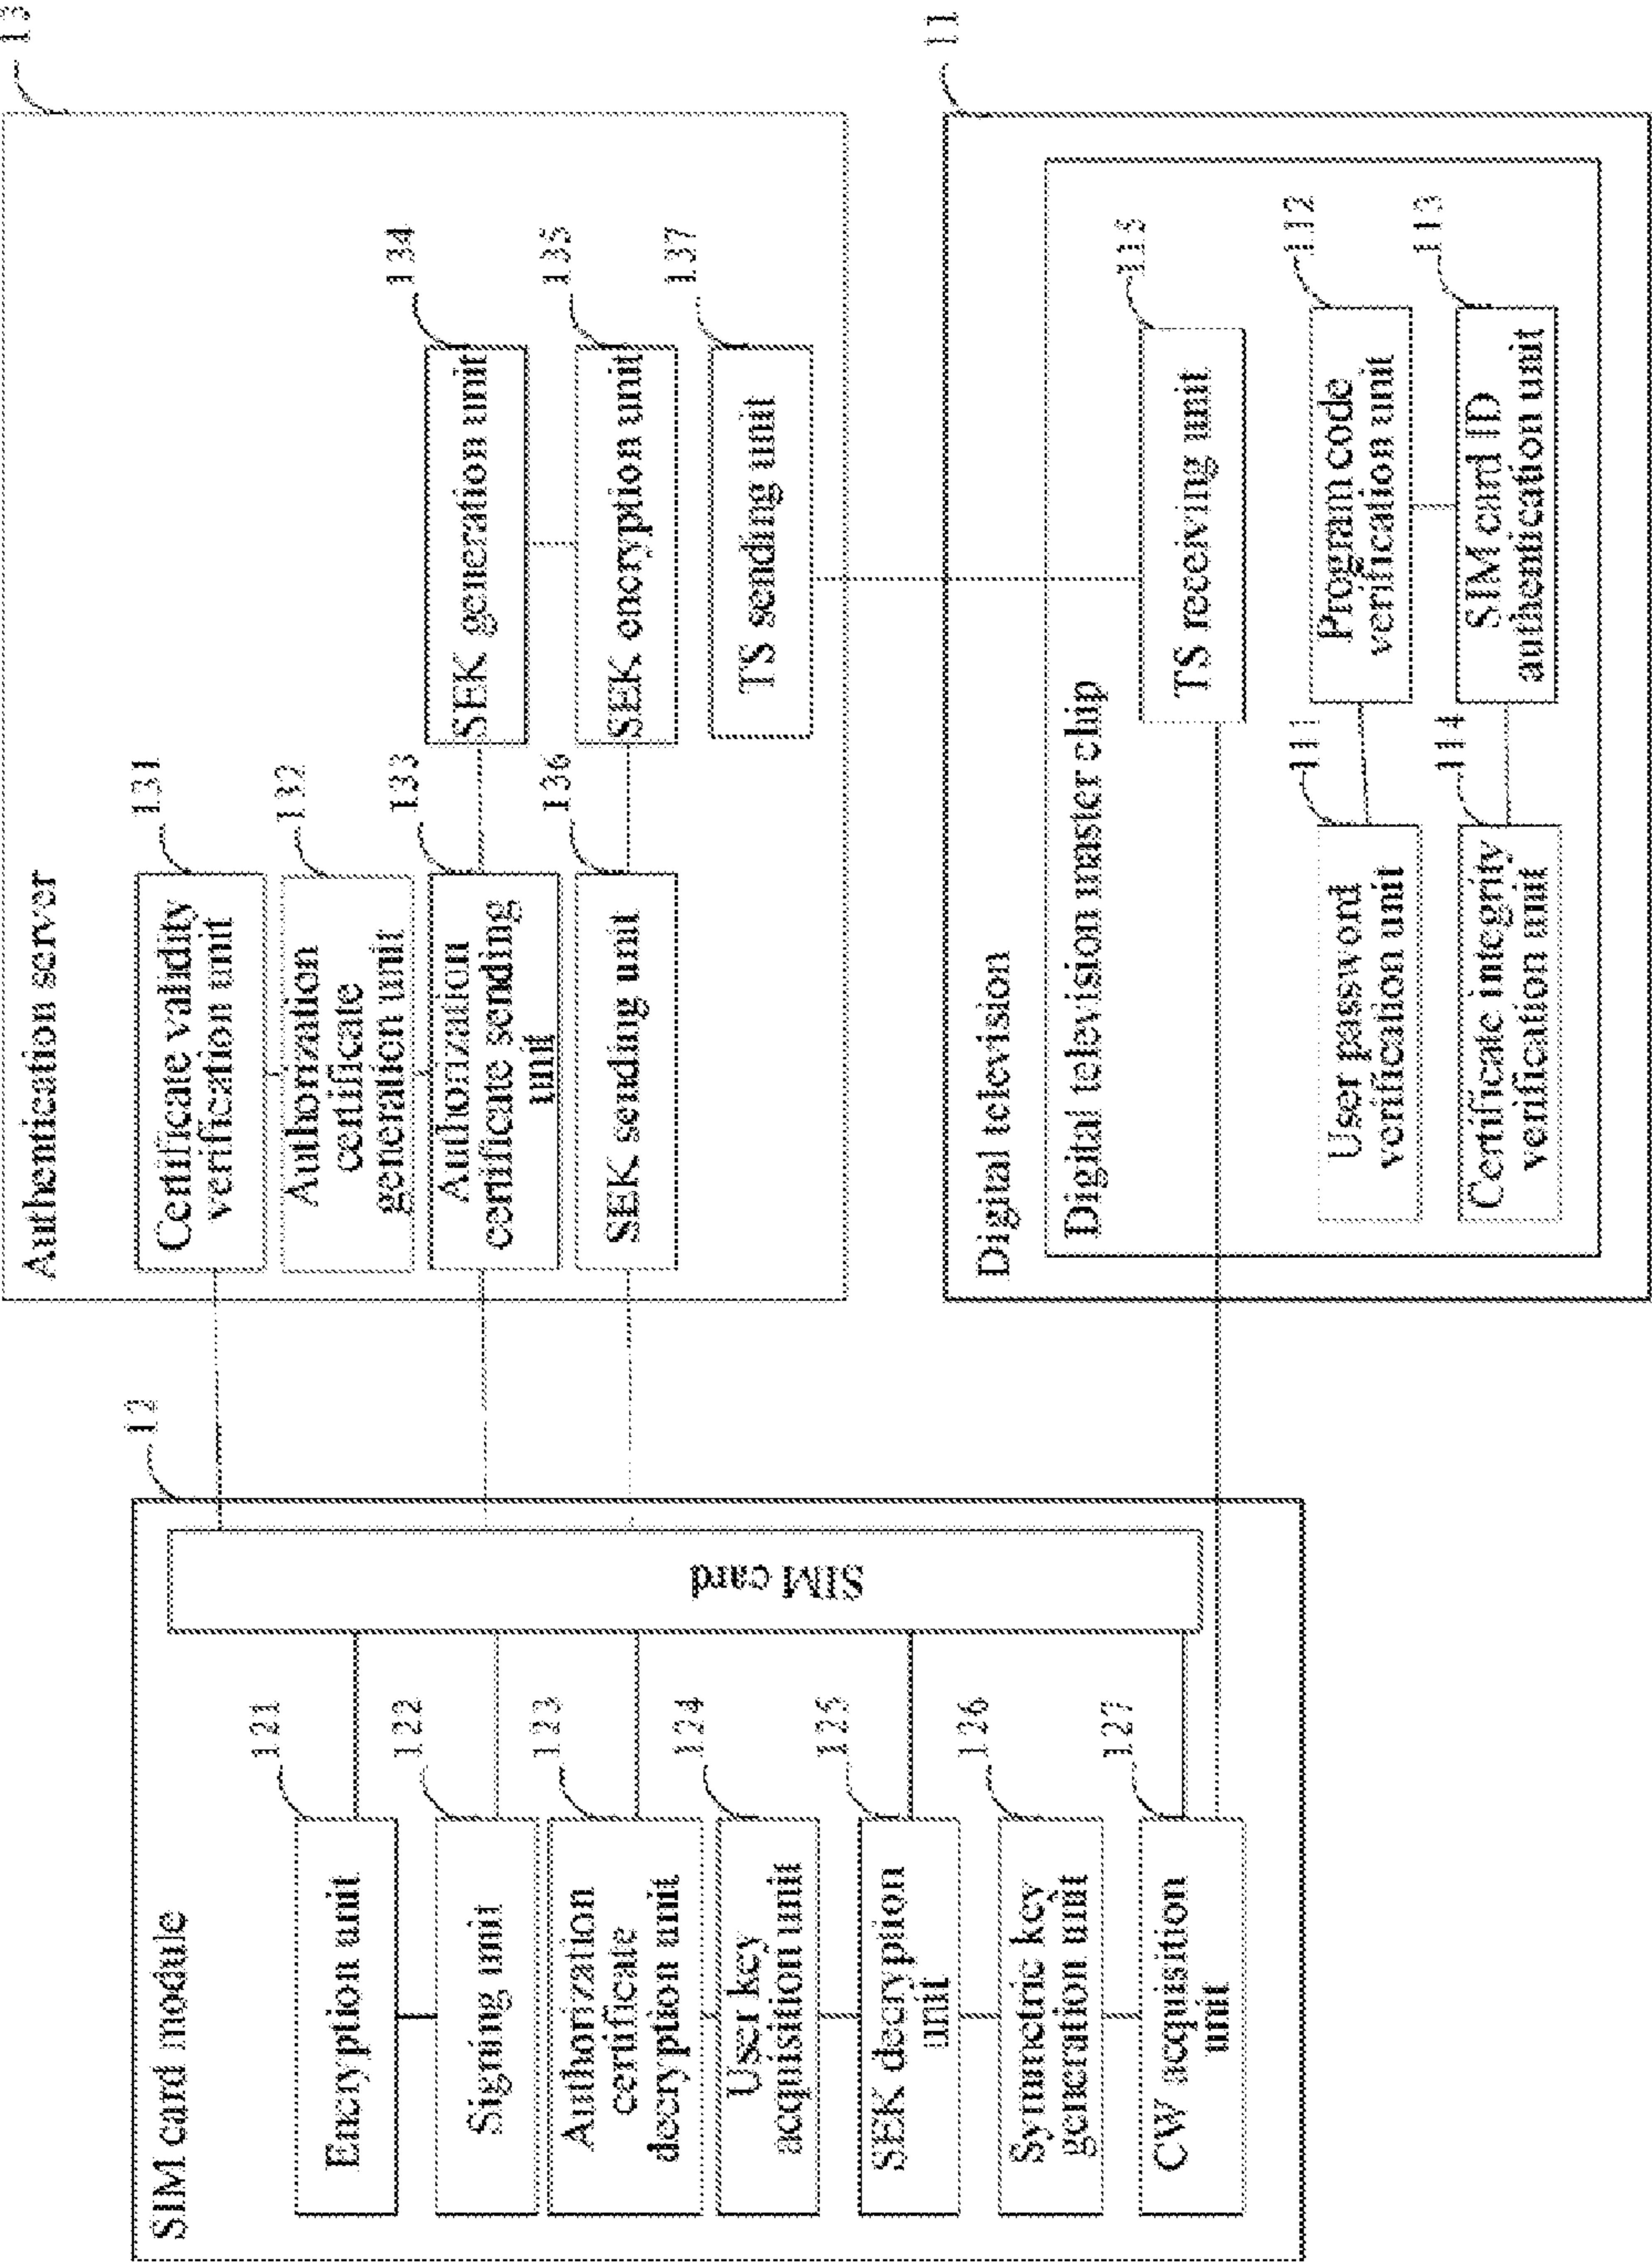 SIM card module
12
Encryption unit
121
Signing unit
122
Authorization
certificate
decryption unit
123
User key
acquisition unit
124
SEK decryption
unit
125
Symmetric key
generation unit
126
CW acquisition
unit
127
SIM card
Authentication server
13
Certificate validity
verification unit
131
Authorization
certificate
generation unit
132
Authorization
certificate sending
unit
133
SEK generation unit
134
SEK encryption unit
135
SEK sending unit
136
TS sending unit
137
Digital television
11
Digital television master chip
TS receiving unit
115
User password
verification unit
111
Program code
verification unit
112
Certificate integrity
verification unit
114
SIM card ID
authentication unit
113